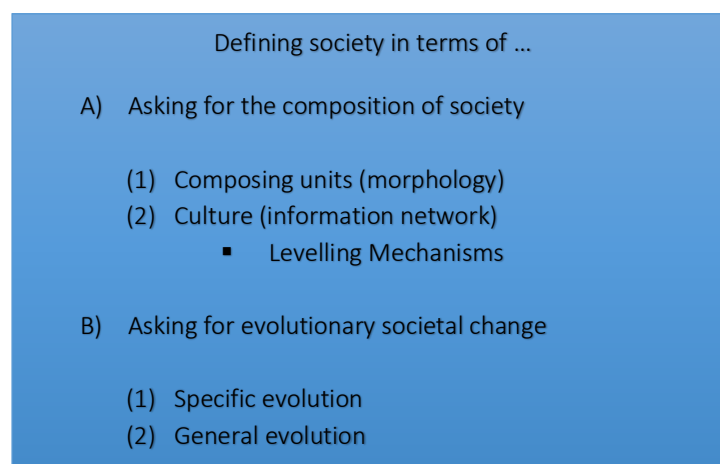 Defining society in terms of …
A) Asking for the composition of society
(1) Composing units (morphology)
(2) Culture (information network)
▪ Levelling Mechanisms
B) Asking for evolutionary societal change
(1) Specific evolution
(2) General evolution